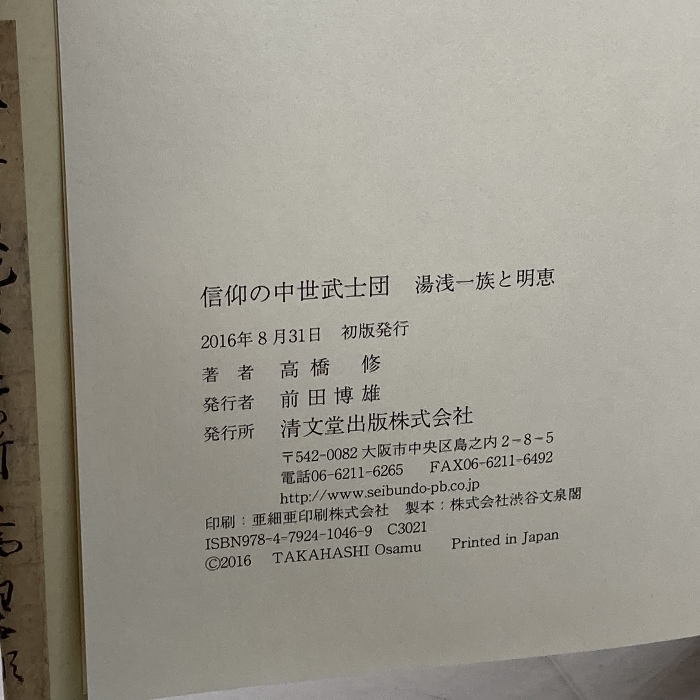 信仰の中世武士団　湯浅一族と明恵
2016年8月31日　初版発行
著　者　高橋　修
発行者　前田博雄
発行所　清文堂出版株式会社
〒542-0082 大阪市中央区島之内2-8-5
電話06-6211-6265　FAX06-6211-6492
http://www.seibundo-pb.co.jp
印刷：亜細亜印刷株式会社　製本：株式会社渋谷文泉閣
ISBN978-4-7924-1046-9　C3021
©2016　TAKAHASHI Osamu　Printed in Japan